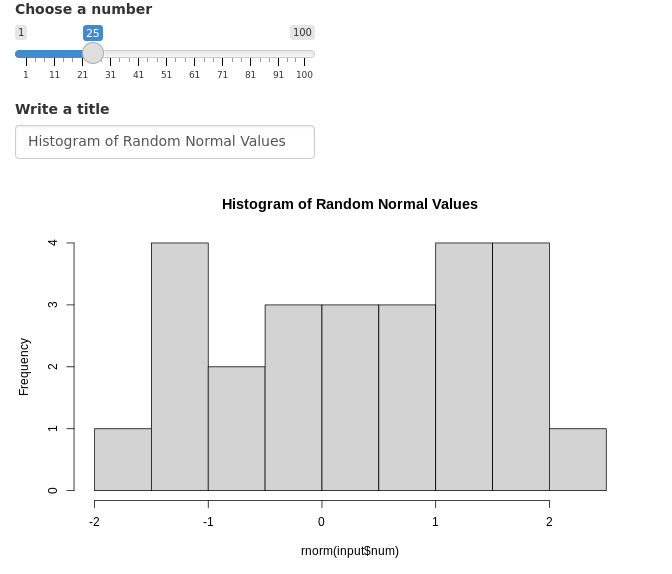 Choose a number
1 25 100
1 11 21 31 41 51 61 71 81 91 100
Write a title
Histogram of Random Normal Values
Histogram of Random Normal Values
4
3
2
1
0
Frequency
-2 -1 0 1 2
rnorm(input$num)